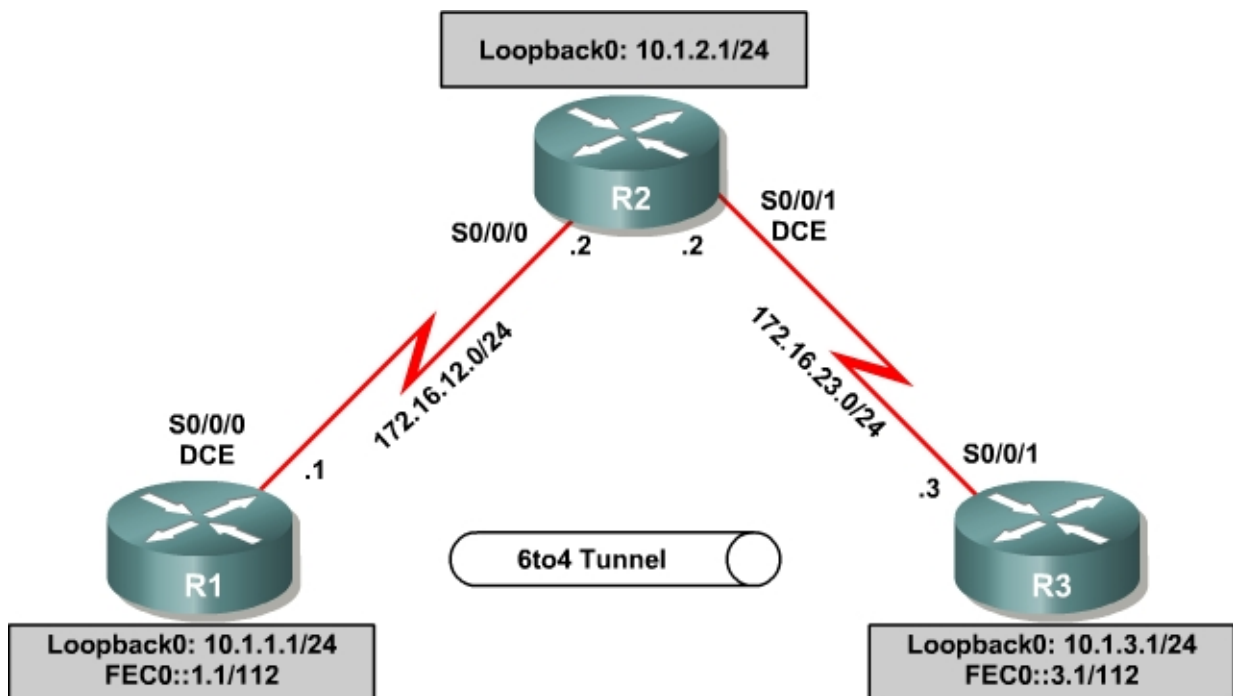 Loopback0: 10.1.2.1/24
R2
S0/0/0
.2
.2
S0/0/1
DCE
172.16.12.0/24
172.16.23.0/24
S0/0/0
DCE
.1
S0/0/1
.3
6to4 Tunnel
R1
R3
Loopback0: 10.1.1.1/24
FEC0::1.1/112
Loopback0: 10.1.3.1/24
FEC0::3.1/112